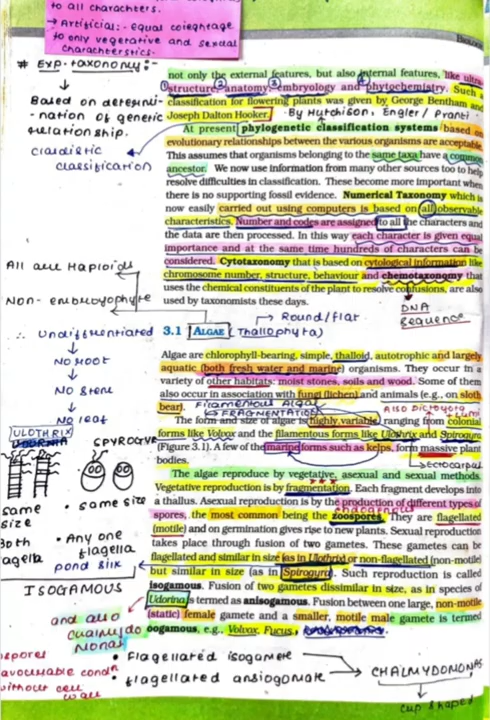 to all charachters.
→ Artificial:- equal coieghtage
to only vegerative and sexual
charachterstics.
# Exp. taxonomy:-
Based on determi-
-nation of genetic
relationship.
cladistic
classification
not only the external features, but also internal features, like ultra-
structure, anatomy, embryology and phytochemistry. Such a
classification for flowering plants was given by George Bentham and
Joseph Dalton Hooker. By Hutchison, Engler / Prantl
At present phylogenetic classification systems based on
evolutionary relationships between the various organisms are acceptable.
This assumes that organisms belonging to the same taxa have a common
ancestor. We now use information from many other sources too to help
resolve difficulties in classification. These become more important when
there is no supporting fossil evidence. Numerical Taxonomy which is
now easily carried out using computers is based on all observable
characteristics. Number and codes are assigned to all the characters and
the data are then processed. In this way each character is given equal
importance and at the same time hundreds of characters can be
considered. Cytotaxonomy that is based on cytological information like
chromosome number, structure, behaviour and chemotaxonomy that
uses the chemical constituents of the plant to resolve confusions, are also
used by taxonomists these days.
DNA
sequence
All are Haploids
Non-embroyophyte
∴ Undifferentiated
↓
No Root
↓
No Stem
↓
No leaf
→ Round/flat
3.1 ALGAE (Thallophyta)
Algae are chlorophyll-bearing, simple, thalloid, autotrophic and largely
aquatic (both fresh water and marine) organisms. They occur in a
variety of other habitats: moist stones, soils and wood. Some of them
also occur in association with fungi (lichen) and animals (e.g., on sloth
bear). Filamentous Algae
FRAGMENTATION
Also Dictyota
The form and size of algae is highly variable, ranging from colonial
forms like Volvox and the filamentous forms like Ulothrix and Spirogyra
(Figure 3.1). A few of the marine forms such as kelps, form massive plant
bodies.
→ Ectocarpal
The algae reproduce by vegetative, asexual and sexual methods.
Vegetative reproduction is by fragmentation. Each fragment develops into
a thallus. Asexual reproduction is by the production of different types of
spores, the most common being the zoospores. They are flagellated
(motile) and on germination gives rise to new plants. Sexual reproduction
takes place through fusion of two gametes. These gametes can be
flagellated and similar in size (as in Ulothrix) or non-flagellated (non-motile)
but similar in size (as in Spirogyra). Such reproduction is called
isogamous. Fusion of two gametes dissimilar in size, as in species of
Udorina is termed as anisogamous. Fusion between one large, non-motile
(static) female gamete and a smaller, motile male gamete is termed
oogamous, e.g., Volvox, Fucus,
ULOTHRIX
SPYROGYR
same
size
Both
agella
• same size
• Any one
flagella
pond silk
ISOGAMOUS
and also
chalmydo
monas
spores
avourable condn
without cell
wall
• Flagellated isogamete
• flagellated ansiogomate
→ CHALMYDOMONAS
cup shaped